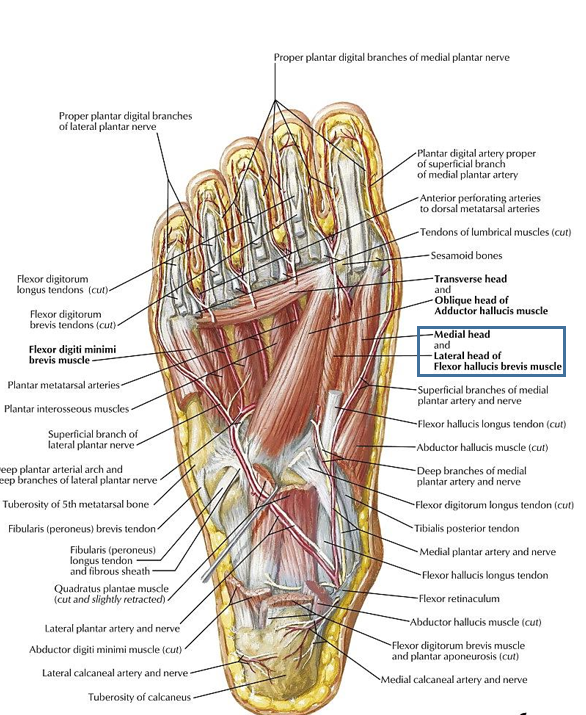 Proper plantar digital branches of medial plantar nerve
Proper plantar digital branches
of lateral plantar nerve
Flexor digitorum
longus tendons (cut)
Flexor digitorum
brevis tendons (cut)
Flexor digiti minimi
brevis muscle
Plantar metatarsal arteries
Plantar interosseous muscles
Superficial branch of
lateral plantar nerve
eep plantar arterial arch and
eep branches of lateral plantar nerve
Tuberosity of 5th metatarsal bone
Fibularis (peroneus) brevis tendon
Fibularis (peroneus)
longus tendon
and fibrous sheath
Quadratus plantae muscle
(cut and slightly retracted)
Lateral plantar artery and nerve
Abductor digiti minimi muscle (cut)
Lateral calcaneal artery and nerve
Tuberosity of calcaneus
Plantar digital artery proper
of superficial branch
of medial plantar artery
Anterior perforating arteries
to dorsal metatarsal arteries
Tendons of lumbrical muscles (cut)
Sesamoid bones
Transverse head
and
Oblique head of
Adductor hallucis muscle
Medial head
and
Lateral head of
Flexor hallucis brevis muscle
Superficial branches of medial
plantar artery and nerve
Flexor hallucis longus tendon (cut)
Abductor hallucis muscle (cut)
Deep branches of medial
plantar artery and nerve
Flexor digitorum longus tendon (cut)
Tibialis posterior tendon
Medial plantar artery and nerve
Flexor hallucis longus tendon
Flexor retinaculum
Abductor hallucis muscle (cut)
Flexor digitorum brevis muscle
and plantar aponeurosis (cut)
Medial calcaneal artery and nerve